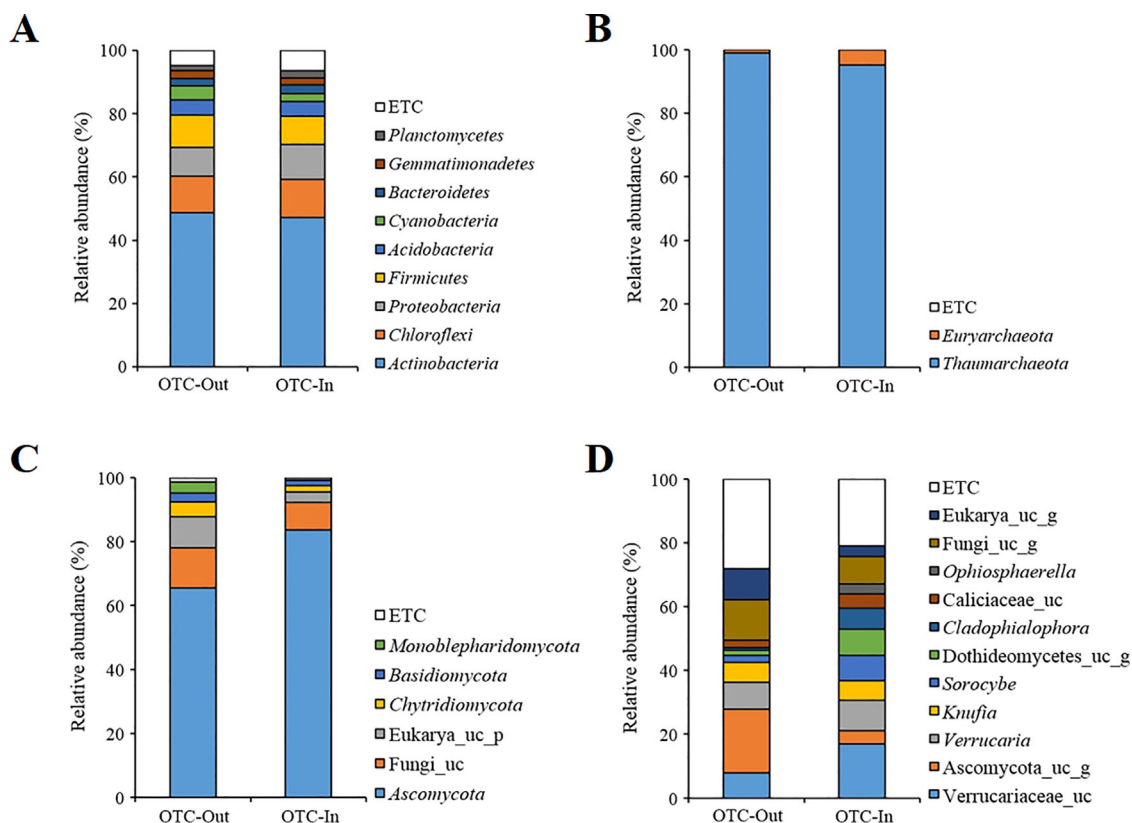 A
Relative abundance (%)
100
80
60
40
20
0
OTC-Out
OTC-In
ETC
Planctomycetes
Gemmatimonadetes
Bacteroidetes
Cyanobacteria
Acidobacteria
Firmicutes
Proteobacteria
Chloroflexi
Actinobacteria
B
Relative abundance (%)
100
80
60
40
20
0
OTC-Out
OTC-In
ETC
Euryarchaeota
Thaumarchaeota
C
Relative abundance (%)
100
80
60
40
20
0
OTC-Out
OTC-In
ETC
Monoblepharidomycota
Basidiomycota
Chytridiomycota
Eukarya_uc_p
Fungi_uc
Ascomycota
D
Relative abundance (%)
100
80
60
40
20
0
OTC-Out
OTC-In
ETC
Eukarya_uc_g
Fungi_uc_g
Ophiosphaerella
Caliciaceae_uc
Cladophialophora
Dothideomycetes_uc_g
Sorocybe
Knufia
Verrucaria
Ascomycota_uc_g
Verrucariaceae_uc